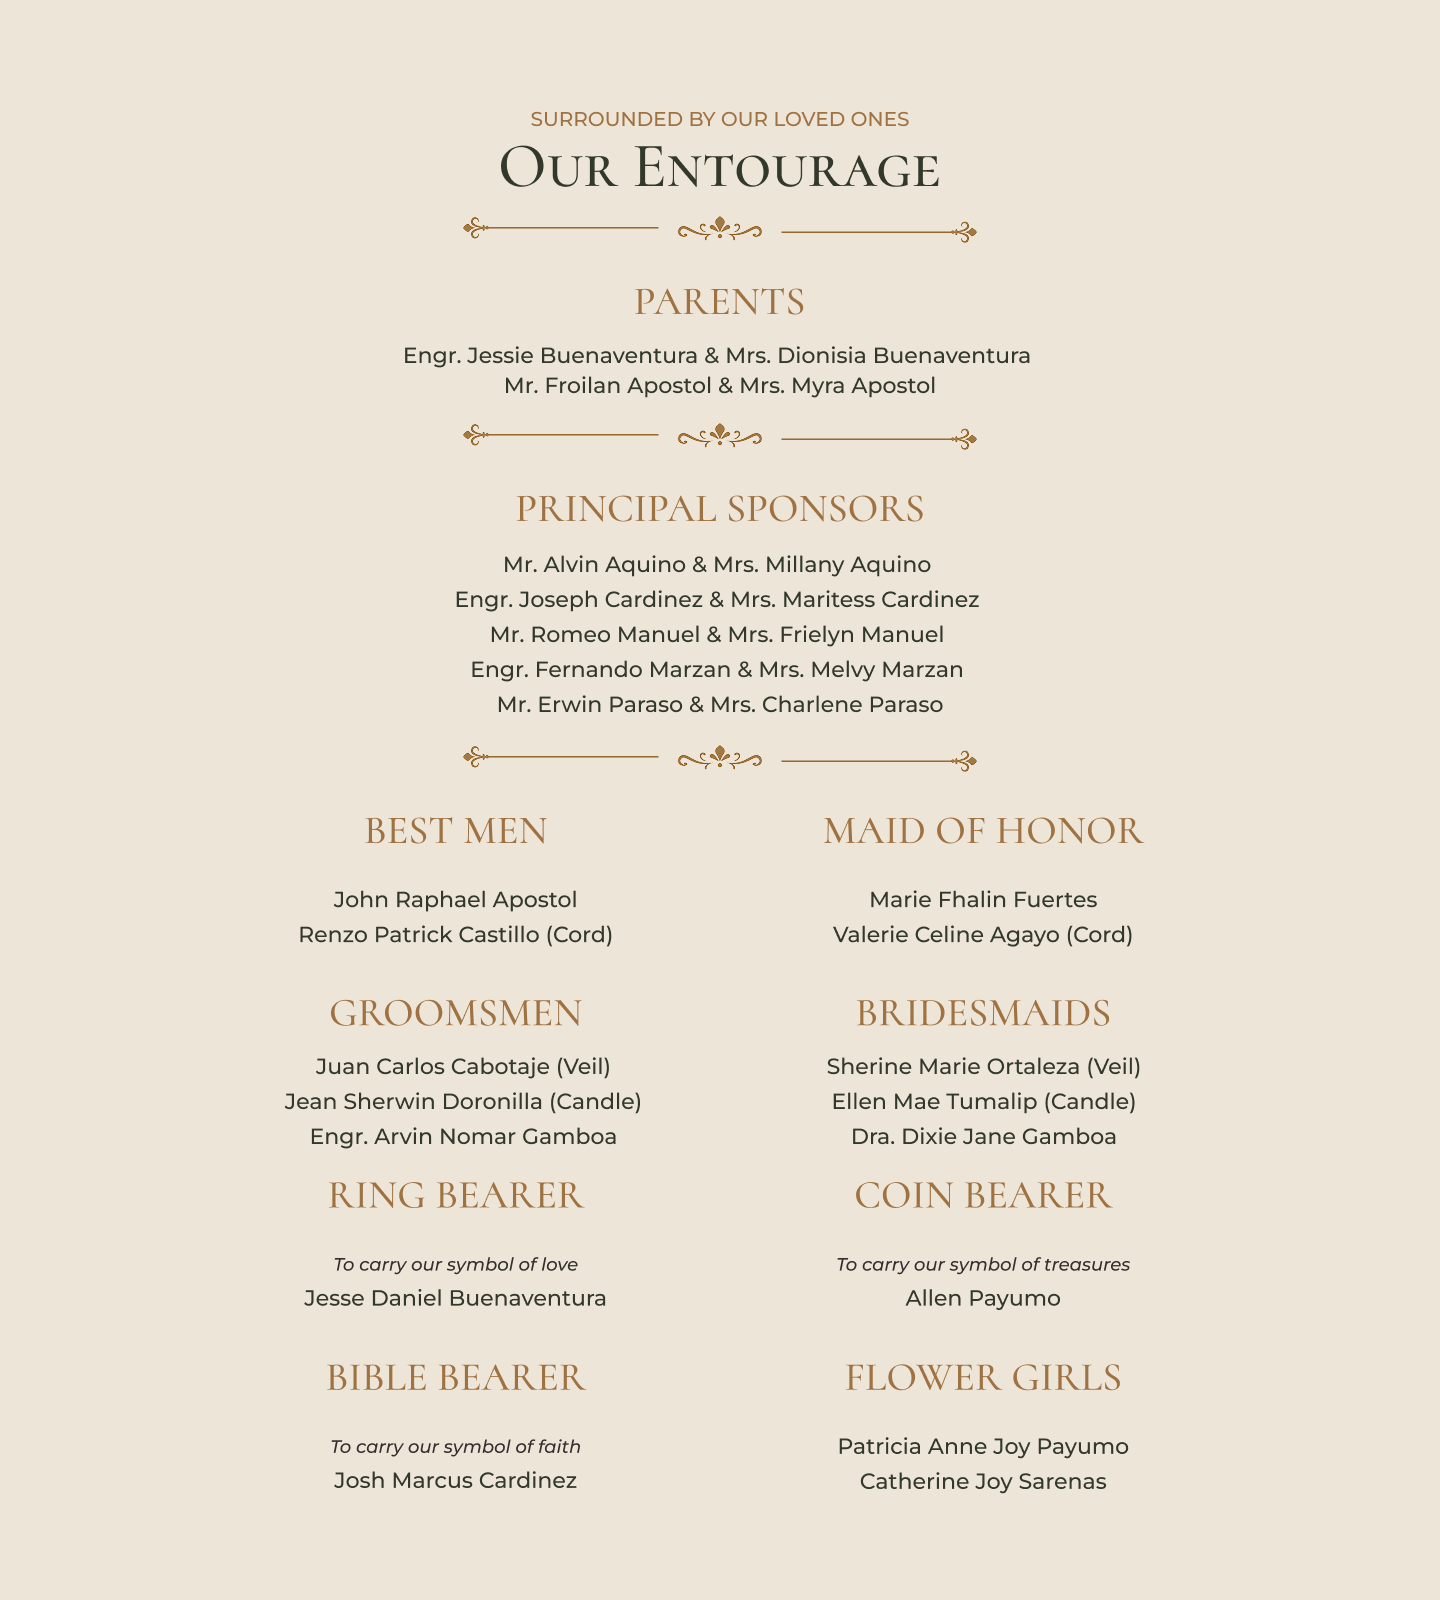 SURROUNDED BY OUR LOVED ONES
Our Entourage
PARENTS
Engr. Jessie Buenaventura & Mrs. Dionisia Buenaventura
Mr. Froilan Apostol & Mrs. Myra Apostol
PRINCIPAL SPONSORS
Mr. Alvin Aquino & Mrs. Millany Aquino
Engr. Joseph Cardinez & Mrs. Maritess Cardinez
Mr. Romeo Manuel & Mrs. Frielyn Manuel
Engr. Fernando Marzan & Mrs. Melvy Marzan
Mr. Erwin Paraso & Mrs. Charlene Paraso
BEST MEN
John Raphael Apostol
Renzo Patrick Castillo (Cord)
MAID OF HONOR
Marie Fhalin Fuertes
Valerie Celine Agayo (Cord)
GROOMSMEN
Juan Carlos Cabotaje (Veil)
Jean Sherwin Doronilla (Candle)
Engr. Arvin Nomar Gamboa
BRIDESMAIDS
Sherine Marie Ortaleza (Veil)
Ellen Mae Tumalip (Candle)
Dra. Dixie Jane Gamboa
RING BEARER
To carry our symbol of love
Jesse Daniel Buenaventura
COIN BEARER
To carry our symbol of treasures
Allen Payumo
BIBLE BEARER
To carry our symbol of faith
Josh Marcus Cardinez
FLOWER GIRLS
Patricia Anne Joy Payumo
Catherine Joy Sarenas